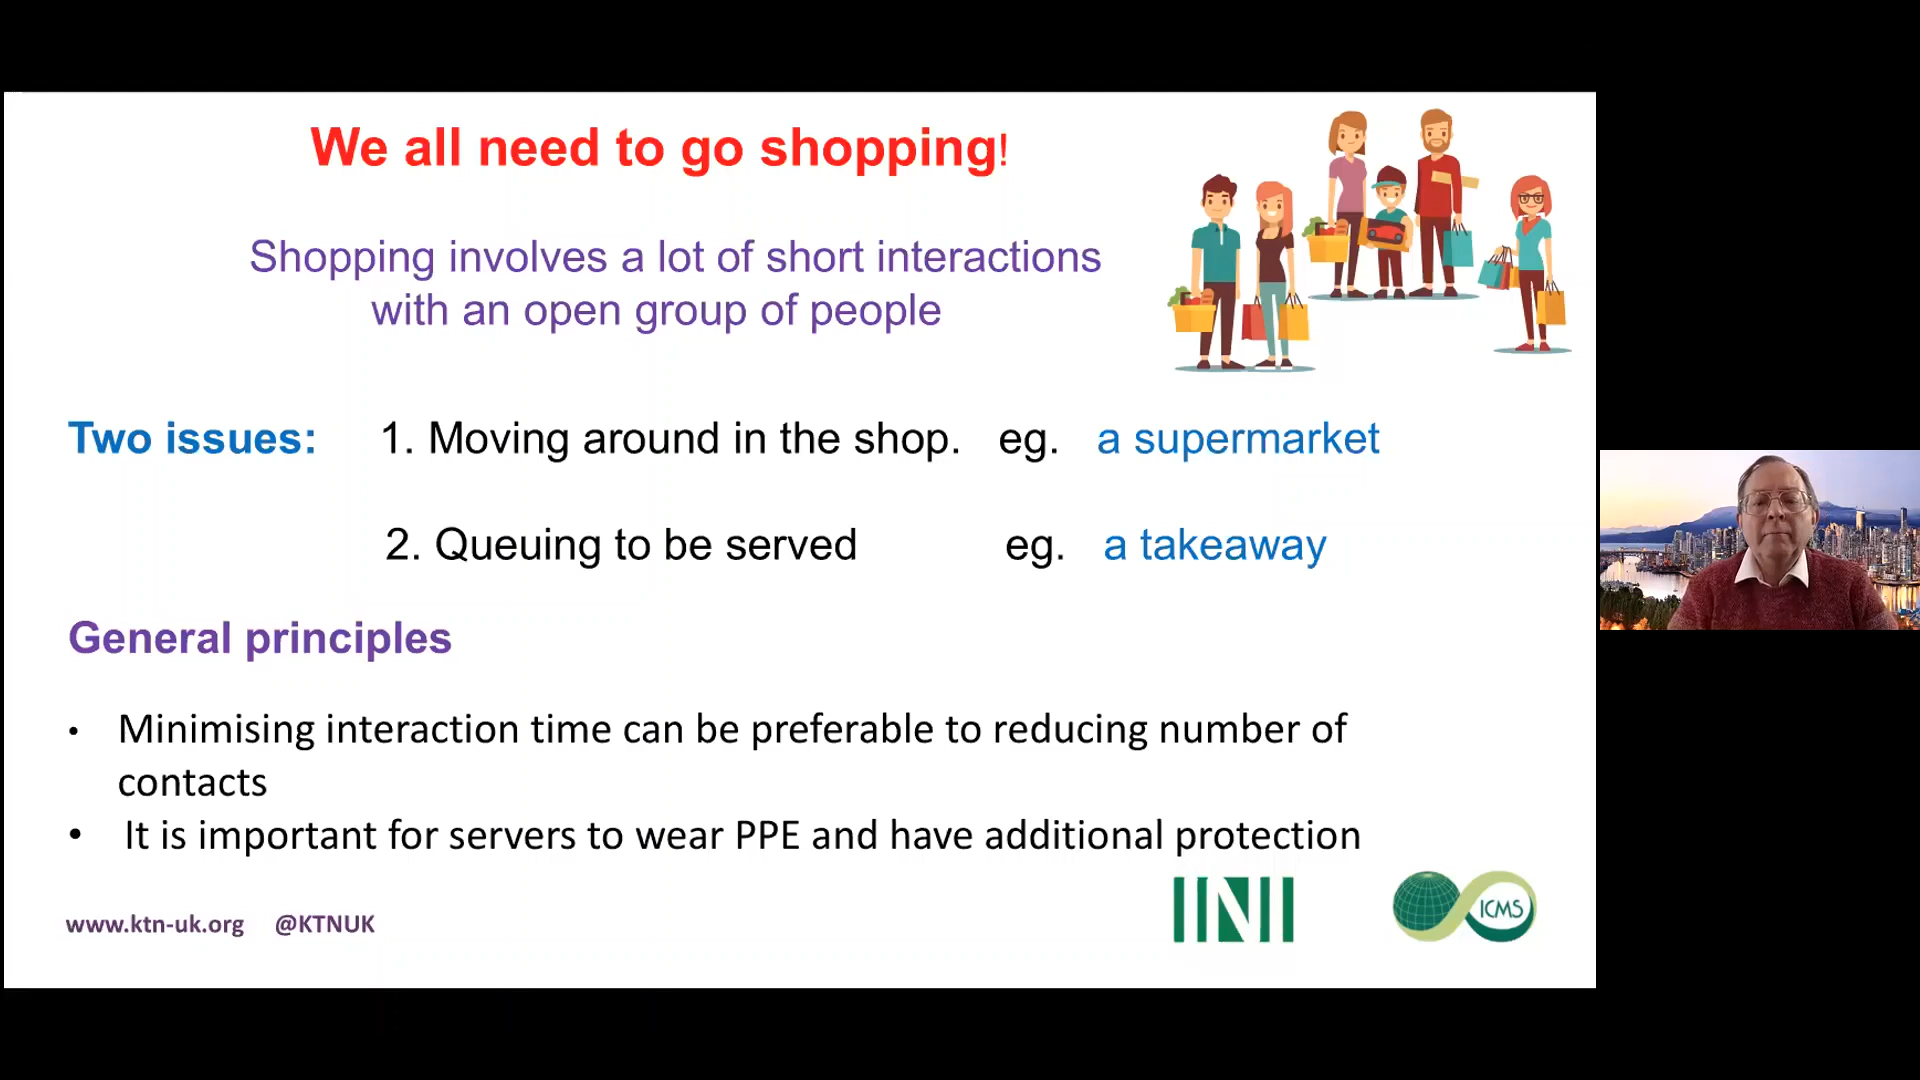 We all need to go shopping!
Shopping involves a lot of short interactions
with an open group of people
Two issues: 1. Moving around in the shop. eg. a supermarket
2. Queuing to be served eg. a takeaway
General principles
• Minimising interaction time can be preferable to reducing number of
contacts
• It is important for servers to wear PPE and have additional protection
www.ktn-uk.org @KTNUK
INI
ICMS